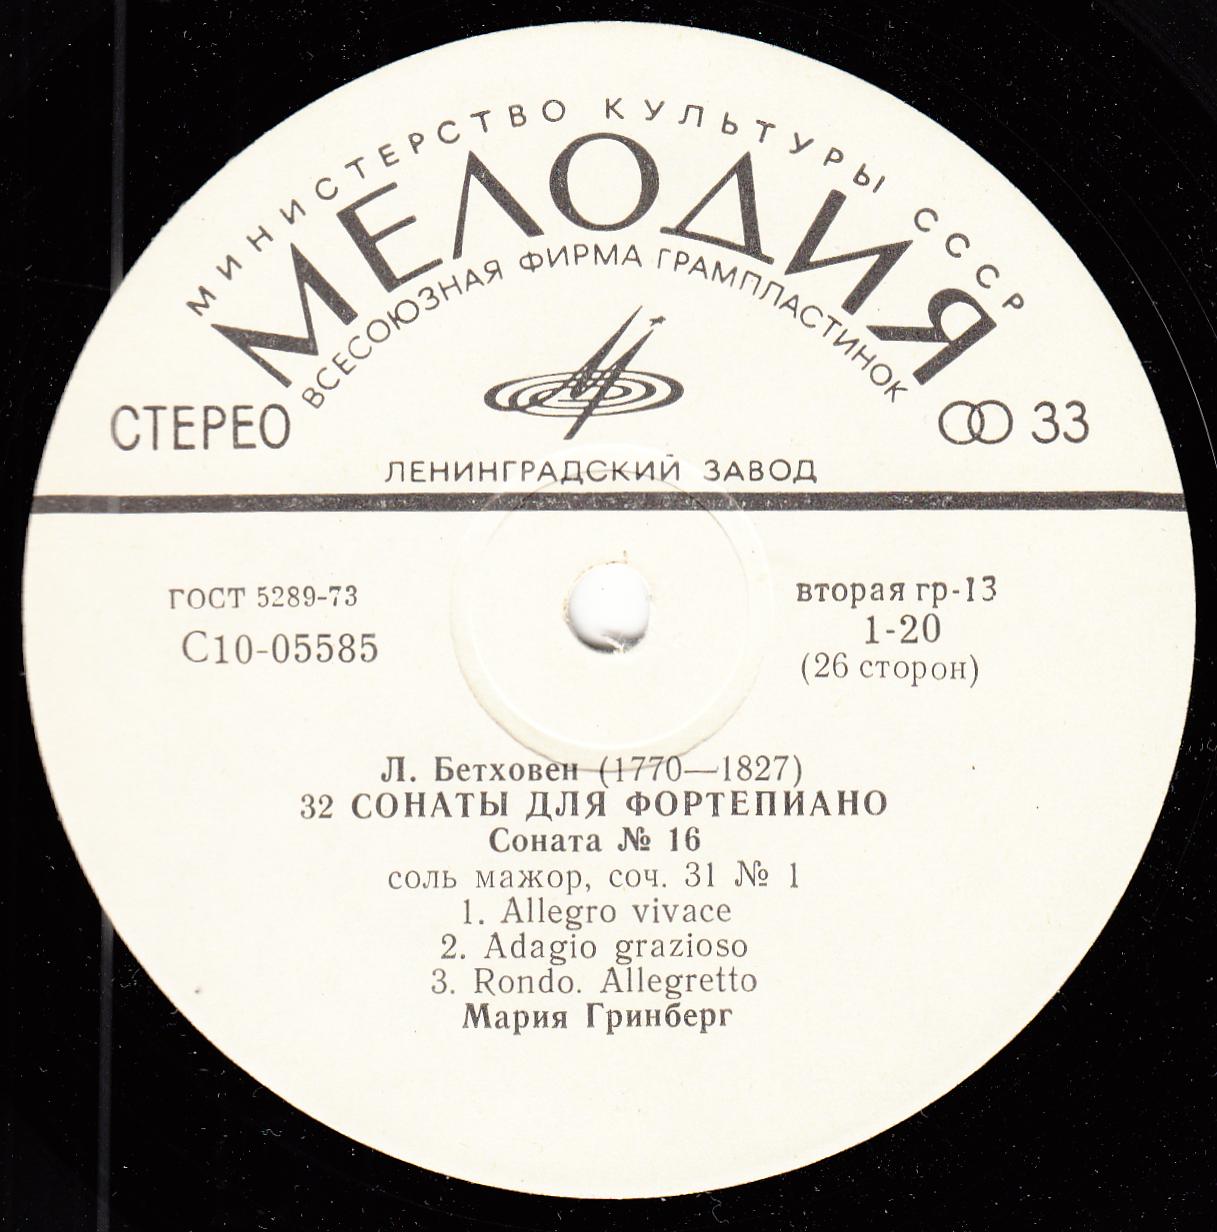 МИНИСТЕРСТВО КУЛЬТУРЫ СССР
МЕЛОДИЯ
ВСЕСОЮЗНАЯ ФИРМА ГРАМПЛАСТИНОК
СТЕРЕО
33
ЛЕНИНГРАДСКИЙ ЗАВОД
ГОСТ 5289-73
С10-05585
вторая гр-13
1-20
(26 сторон)
Л. Бетховен (1770—1827)
32 СОНАТЫ ДЛЯ ФОРТЕПИАНО
Соната № 16
соль мажор, соч. 31 № 1
1. Allegro vivace
2. Adagio grazioso
3. Rondo. Allegretto
Мария Гринберг